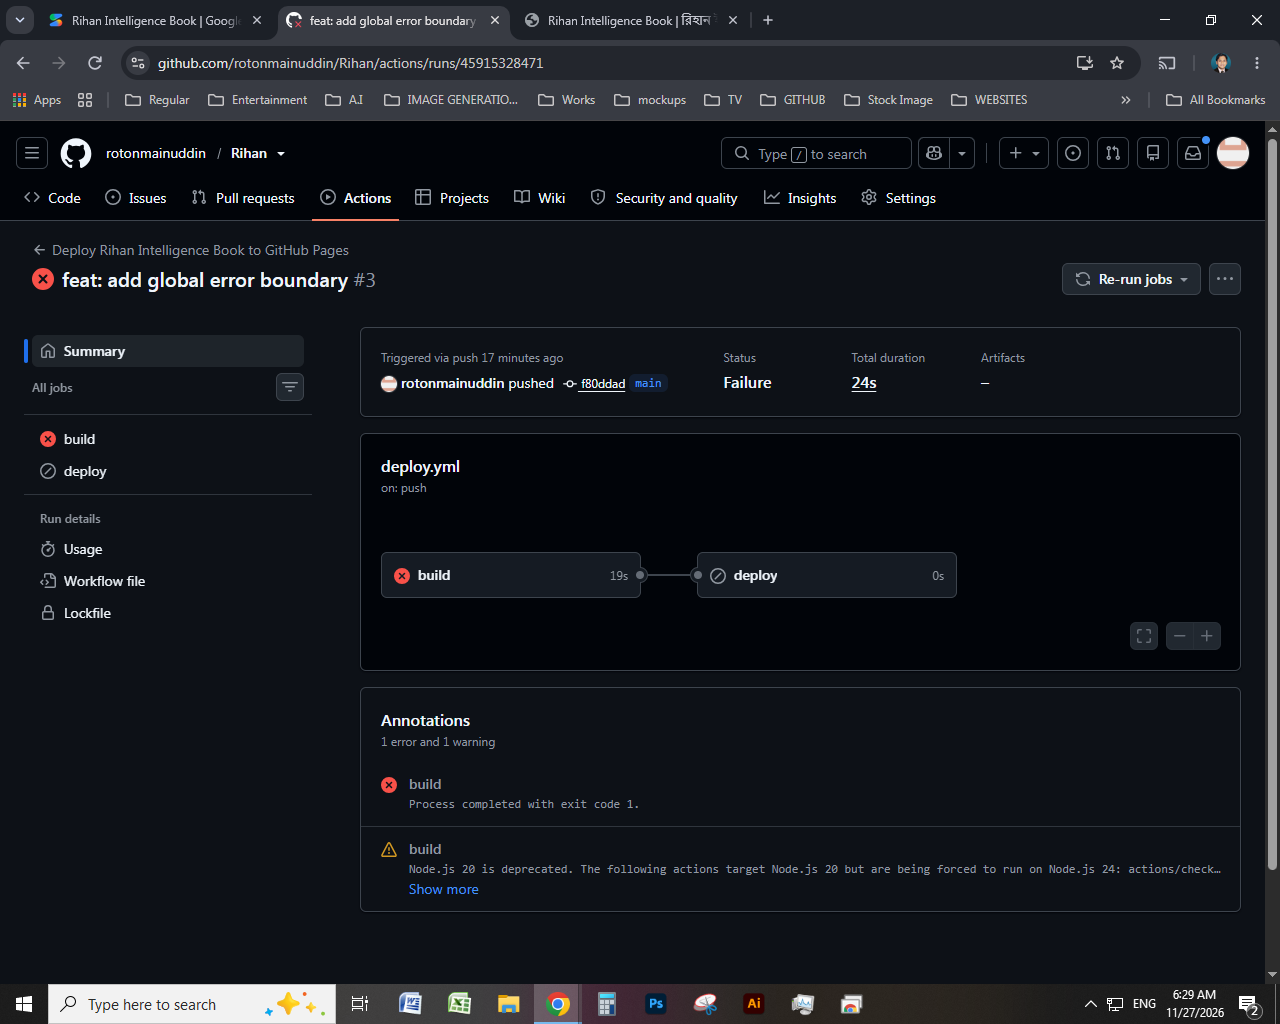 Rihan Intelligence Book | Googl
feat: add global error boundary
Rihan Intelligence Book | রিহান
github.com/rotonmainuddin/Rihan/actions/runs/45915328471
Apps
Regular
Entertainment
A.I
IMAGE GENERATIO...
Works
mockups
TV
GITHUB
Stock Image
WEBSITES
»
All Bookmarks
rotonmainuddin / Rihan
Type / to search
Code
Issues
Pull requests
Actions
Projects
Wiki
Security and quality
Insights
Settings
Deploy Rihan Intelligence Book to GitHub Pages
feat: add global error boundary #3
Re-run jobs
Summary
All jobs
build
deploy
Run details
Usage
Workflow file
Lockfile
Triggered via push 17 minutes ago
rotonmainuddin pushed f80ddad main
Status
Failure
Total duration
24s
Artifacts
–
deploy.yml
on: push
build 19s
deploy 0s
Annotations
1 error and 1 warning
build
Process completed with exit code 1.
build
Node.js 20 is deprecated. The following actions target Node.js 20 but are being forced to run on Node.js 24: actions/check…
Show more
Type here to search
Ps
Ai
ENG
6:29 AM
11/27/2026
2